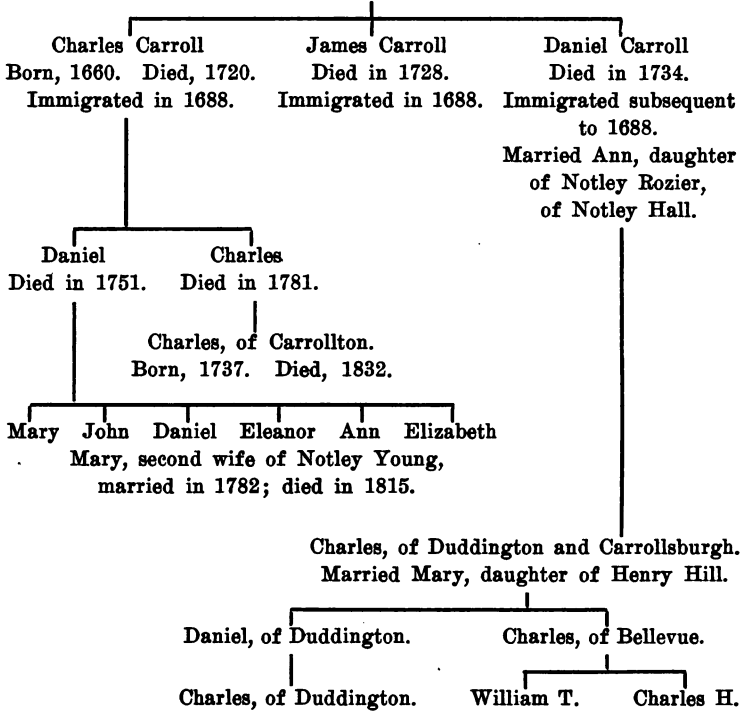 Charles Carroll
Born, 1660. Died, 1720.
Immigrated in 1688.
James Carroll
Died in 1728.
Immigrated in 1688.
Daniel Carroll
Died in 1734.
Immigrated subsequent
to 1688.
Married Ann, daughter
of Notley Rozier,
of Notley Hall.
Daniel
Died in 1751.
Charles
Died in 1781.
Charles, of Carrollton.
Born, 1737. Died, 1832.
Mary John Daniel Eleanor Ann Elizabeth
Mary, second wife of Notley Young,
married in 1782; died in 1815.
Charles, of Duddington and Carrollsburgh.
Married Mary, daughter of Henry Hill.
Daniel, of Duddington.
Charles, of Bellevue.
Charles, of Duddington.
William T.
Charles H.